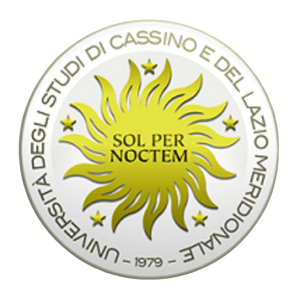 UNIVERSITÀ DEGLI STUDI DI CASSINO E DEL LAZIO MERIDIONALE
SOL PER
NOCTEM
– 1979 –